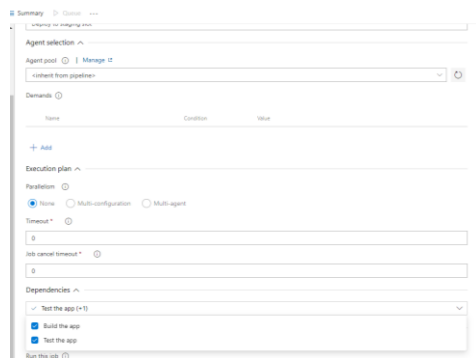 Summary Queue ...
Deploy to staging slot
Agent selection
Agent pool | Manage
<inherit from pipeline>
Demands
Name Condition Value
+ Add
Execution plan
Parallelism
None Multi-configuration Multi-agent
Timeout *
0
Job cancel timeout *
0
Dependencies
Test the app (+1)
Build the app
Test the app
Run this job